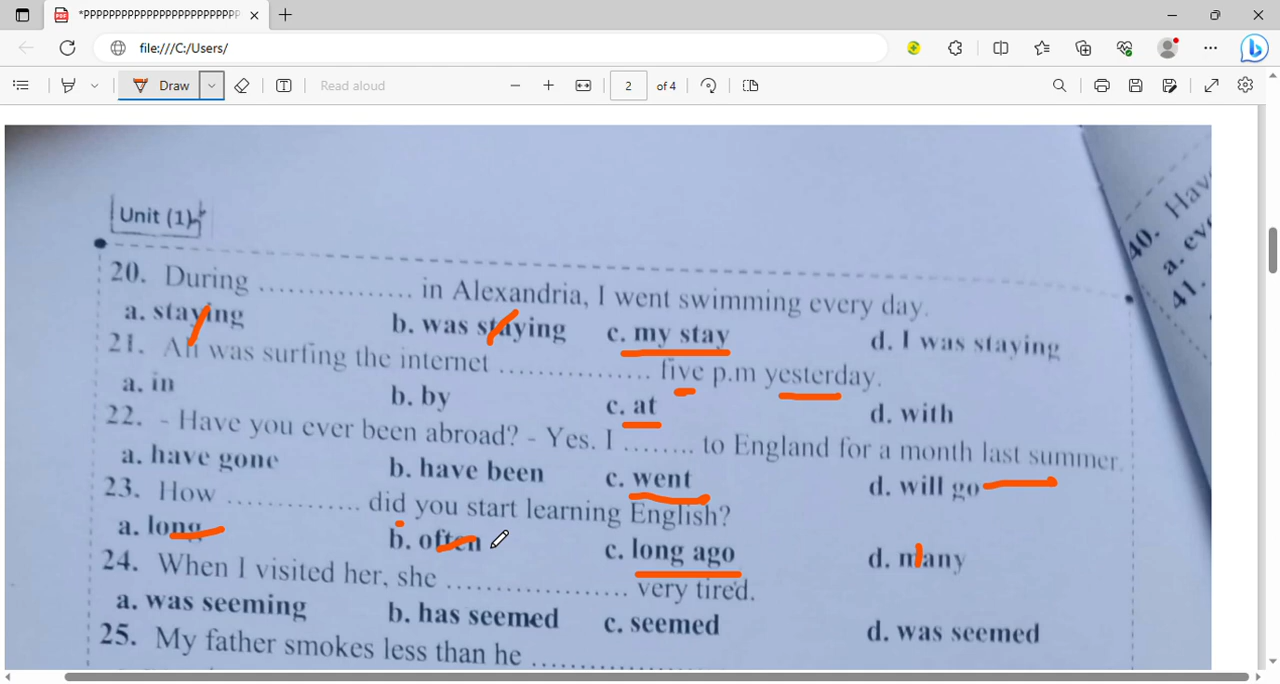 *PPPPPPPPPPPPPPPPPPPPPPPPPP
file:///C:/Users/
Draw
Read aloud
2 of 4
Unit (1)
20. During ................ in Alexandria, I went swimming every day.
a. staying b. was staying c. my stay d. I was staying
21. Ali was surfing the internet ................ five p.m yesterday.
a. in b. by c. at d. with
22. - Have you ever been abroad? - Yes. I ........ to England for a month last summer.
a. have gone b. have been c. went d. will go
23. How .............. did you start learning English?
a. long b. often c. long ago d. many
24. When I visited her, she ................... very tired.
a. was seeming b. has seemed c. seemed d. was seemed
25. My father smokes less than he ...............
40. Hav
a. ev
41.